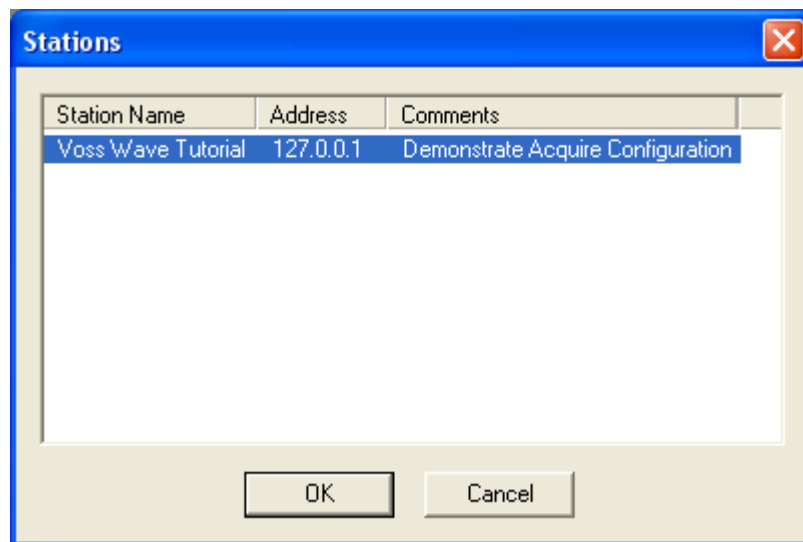 Stations
Station Name Address Comments
Voss Wave Tutorial 127.0.0.1 Demonstrate Acquire Configuration
OK Cancel